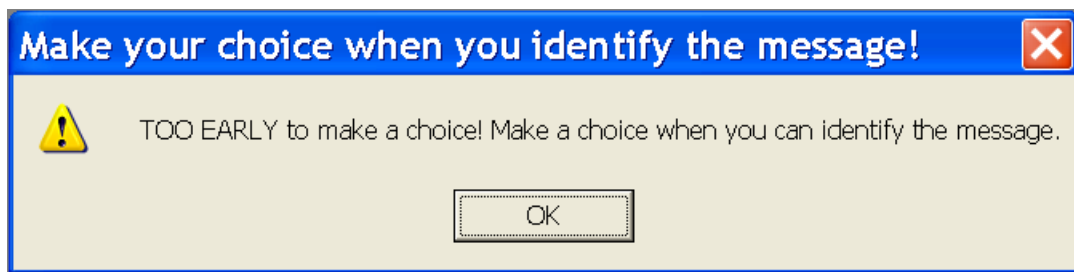 Make your choice when you identify the message!
TOO EARLY to make a choice! Make a choice when you can identify the message.
OK